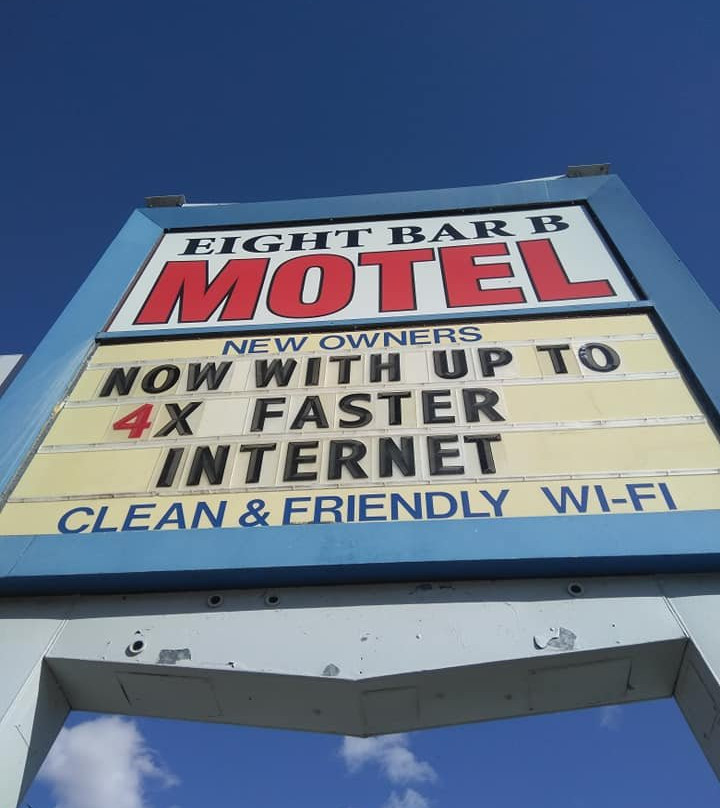 EIGHT BAR B
MOTEL
NEW OWNERS
NOW WITH UP TO
4X FASTER
INTERNET
CLEAN & FRIENDLY WI-FI